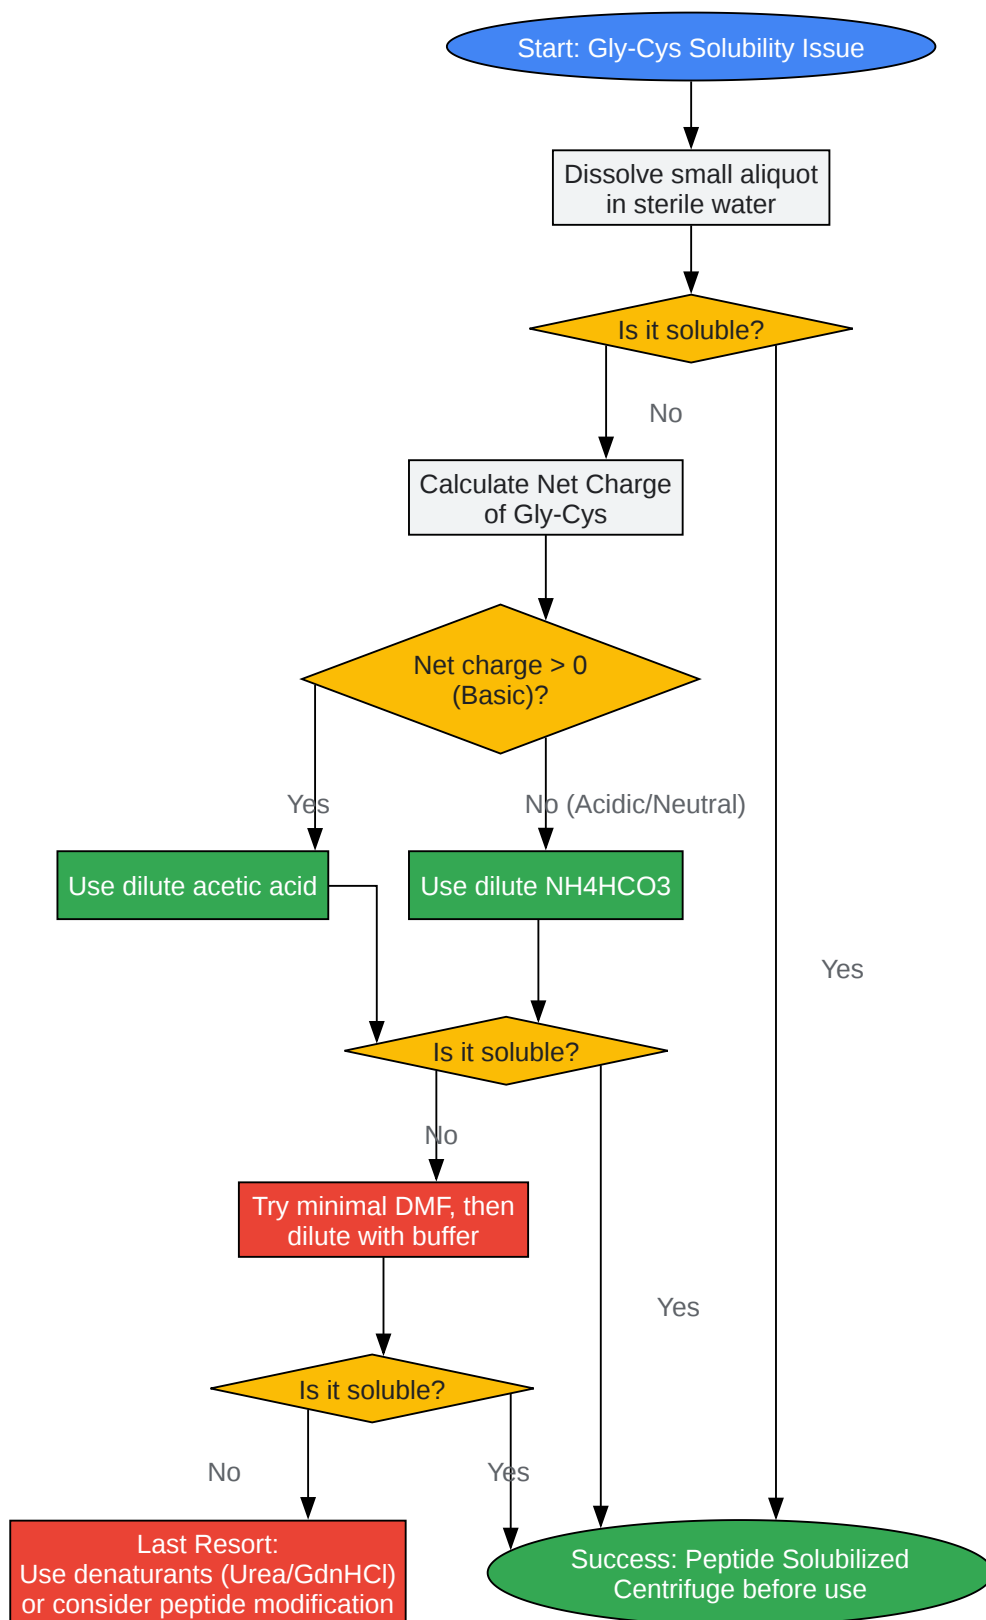 Start: Gly-Cys Solubility Issue
Dissolve small aliquot
in sterile water
Is it soluble?
No
Calculate Net Charge
of Gly-Cys
Net charge > 0
(Basic)?
Yes
No (Acidic/Neutral)
Use dilute acetic acid
Use dilute NH4HCO3
Yes
Is it soluble?
No
Try minimal DMF, then
dilute with buffer
Yes
Is it soluble?
No
Yes
Last Resort:
Use denaturants (Urea/GdnHCl)
or consider peptide modification
Success: Peptide Solubilized
Centrifuge before use